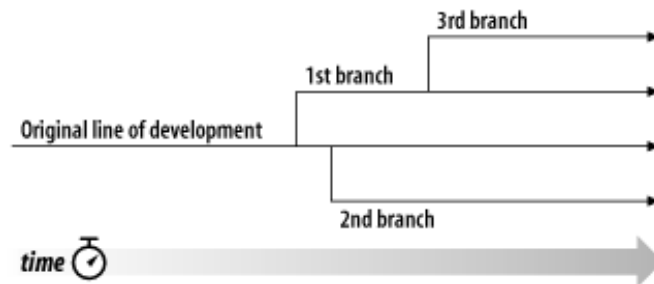 3rd branch
1st branch
Original line of development
2nd branch
time